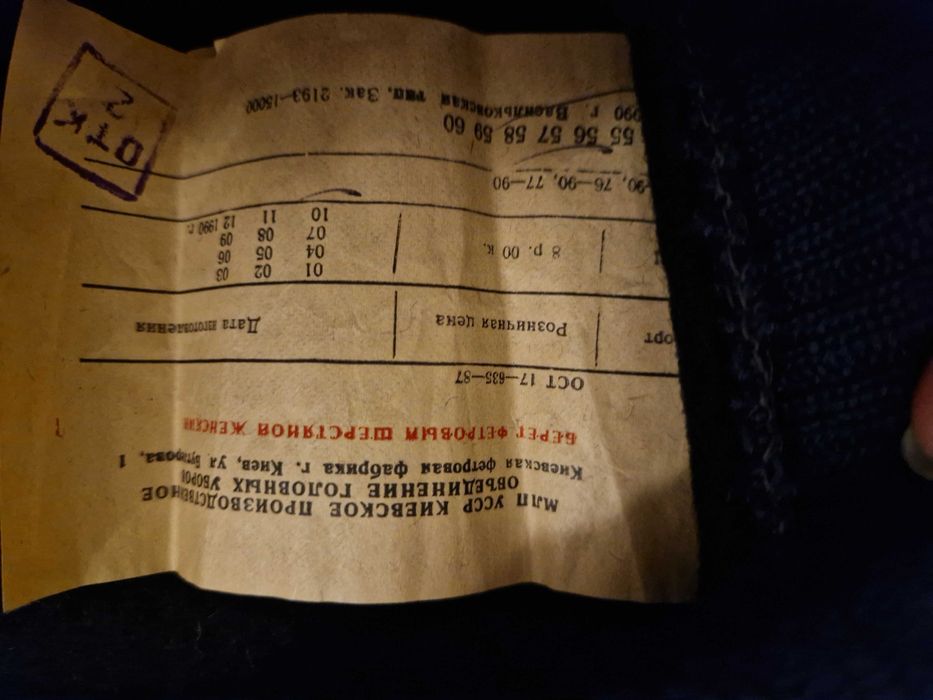 МЛП УССР КИЕВСКОЕ ПРОИЗВОДСТВЕННОЕ
ОБЪЕДИНЕНИЕ ГОЛОВНЫХ УБОРОВ
Киевская фетровая фабрика г. Киев, ул. 1
БЕРЕТ ФЕТРОВЫЙ ШЕРСТЯНОЙ ЖЕНСКИЙ
ОСТ 17—635—87
орт Розничная цена Дата изготовления
8 р. 00 к. 01 02 03
04 05 06
07 08 09
10 11 12 1990 г.
-90, 76—90, 77—90
55 56 57 58 59 60
990 г. Васильковская тип. Зак. 2193—15000
ОТК
2